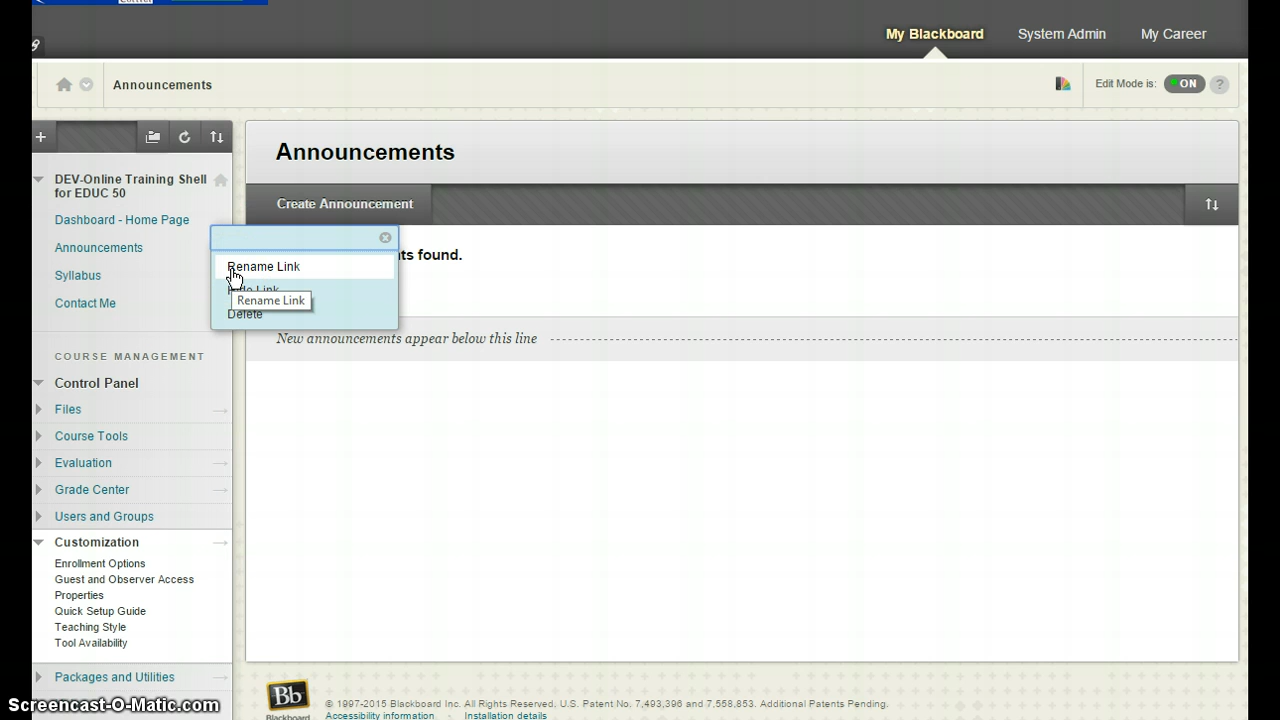 My Blackboard
System Admin
My Career
Announcements
Edit Mode is:
ON
?
DEV-Online Training Shell
for EDUC 50
Dashboard - Home Page
Announcements
Syllabus
Contact Me
COURSE MANAGEMENT
Control Panel
Files
Course Tools
Evaluation
Grade Center
Users and Groups
Customization
Enrollment Options
Guest and Observer Access
Properties
Quick Setup Guide
Teaching Style
Tool Availability
Packages and Utilities
Announcements
Create Announcement
ts found.
Rename Link
Link
Rename Link
Delete
New announcements appear below this line
Bb
Blackboard
© 1997-2015 Blackboard Inc. All Rights Reserved. U.S. Patent No. 7,493,396 and 7,558,853. Additional Patents Pending.
Accessibility information
Installation details
Screencast-O-Matic.com